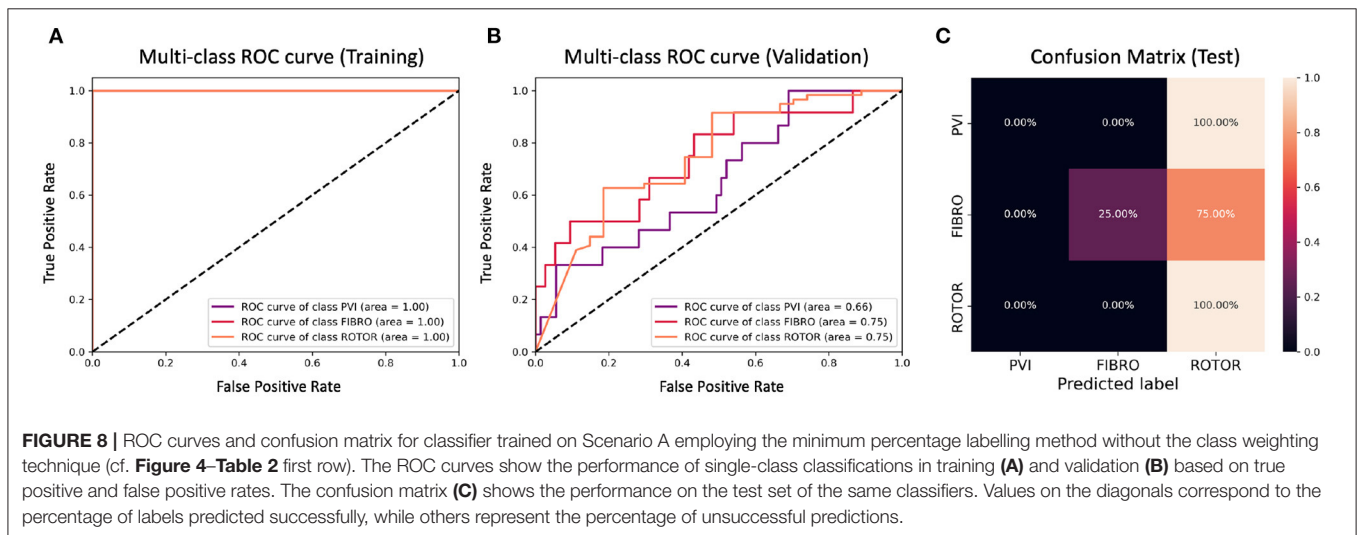 A
Multi-class ROC curve (Training)
True Positive Rate
1.0
0.8
0.6
0.4
0.2
0.0
0.0 0.2 0.4 0.6 0.8 1.0
False Positive Rate
ROC curve of class PVI (area = 1.00)
ROC curve of class FIBRO (area = 1.00)
ROC curve of class ROTOR (area = 1.00)
B
Multi-class ROC curve (Validation)
True Positive Rate
1.0
0.8
0.6
0.4
0.2
0.0
0.0 0.2 0.4 0.6 0.8 1.0
False Positive Rate
ROC curve of class PVI (area = 0.66)
ROC curve of class FIBRO (area = 0.75)
ROC curve of class ROTOR (area = 0.75)
C
Confusion Matrix (Test)
PVI
0.00% 0.00% 100.00%
FIBRO
0.00% 25.00% 75.00%
ROTOR
0.00% 0.00% 100.00%
PVI FIBRO ROTOR
Predicted label
1.0
0.8
0.6
0.4
0.2
0.0
FIGURE 8 | ROC curves and confusion matrix for classifier trained on Scenario A employing the minimum percentage labelling method without the class weighting
technique (cf. Figure 4–Table 2 first row). The ROC curves show the performance of single-class classifications in training (A) and validation (B) based on true
positive and false positive rates. The confusion matrix (C) shows the performance on the test set of the same classifiers. Values on the diagonals correspond to the
percentage of labels predicted successfully, while others represent the percentage of unsuccessful predictions.